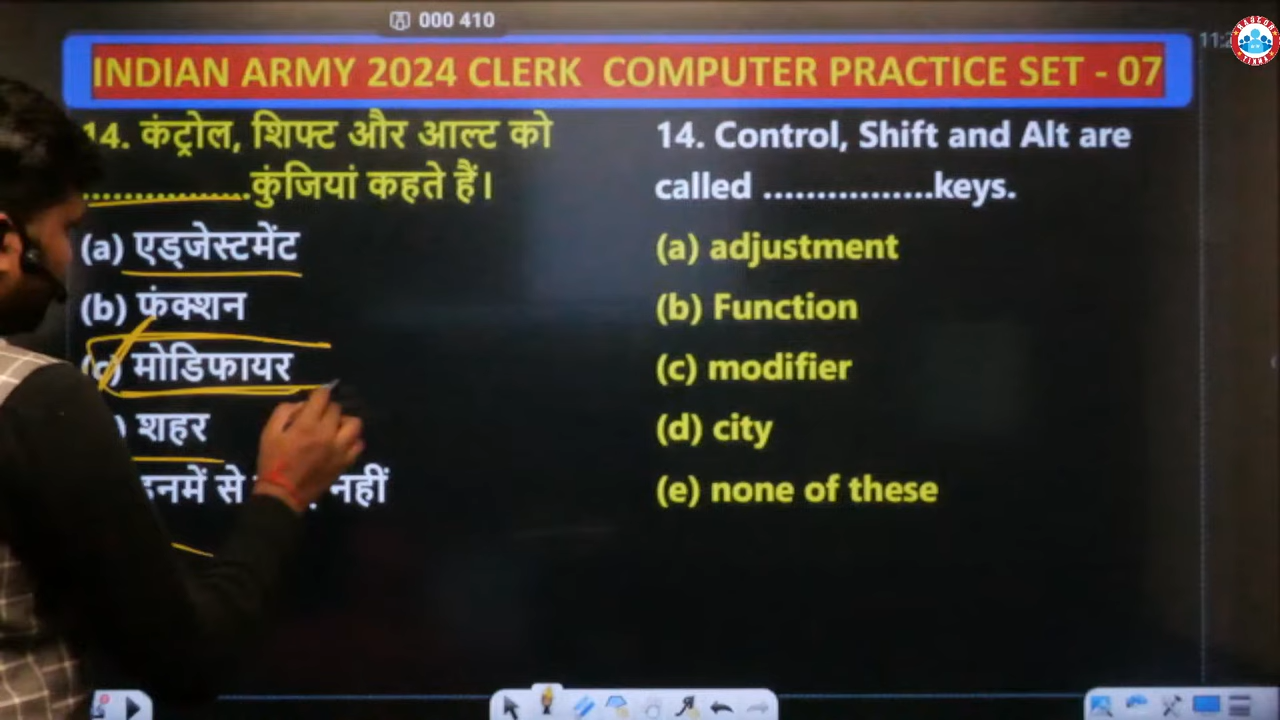 000 410
INDIAN ARMY 2024 CLERK COMPUTER PRACTICE SET - 07
14. कंट्रोल, शिफ्ट और आल्ट को
...............कुंजियां कहते हैं।
(a) एड्जेस्टमेंट
(b) फंक्शन
(c) मोडिफायर
) शहर
इनमें से नहीं
14. Control, Shift and Alt are
called ................keys.
(a) adjustment
(b) Function
(c) modifier
(d) city
(e) none of these